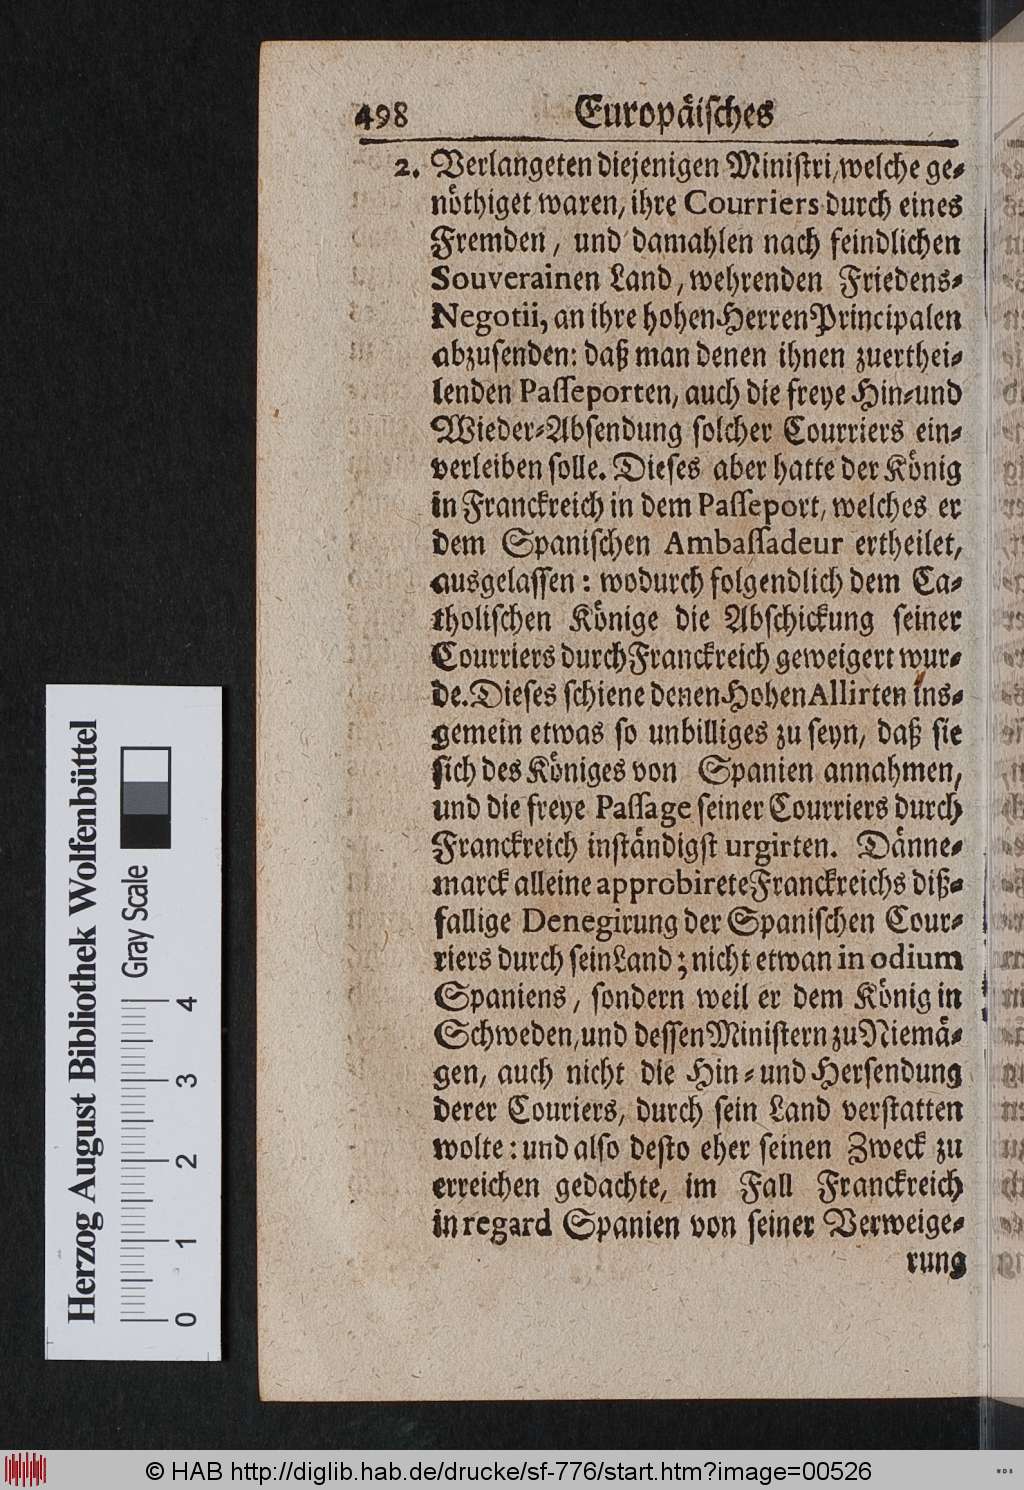 498 Europäisches
2. Verlangeten diejenigen Ministri, welche ge-
nöthiget waren, ihre Courriers durch eines
Fremden, und damahlen nach feindlichen
Souverainen Land, wehrenden Friedens-
Negotii, an ihre hohen Herren Principalen
abzusenden: daß man denen ihnen zuerthei-
lenden Passeporten, auch die freye Hin- und
Wieder-Absendung solcher Courriers ein-
verleiben solle. Dieses aber hatte der König
in Franckreich in dem Passeport, welches er
dem Spanischen Ambassadeur ertheilet,
ausgelassen: wodurch folgendlich dem Ca-
tholischen Könige die Abschickung seiner
Courriers durch Franckreich geweigert wur-
de. Dieses schiene denen Hohen Allirten ins-
gemein etwas so unbilliges zu seyn, daß sie
sich des Königes von Spanien annahmen,
und die freye Passage seiner Courriers durch
Franckreich inständigst urgirten. Dänne-
marck alleine approbirete Franckreichs diß-
fallige Denegirung der Spanischen Cour-
riers durch sein Land; nicht etwan in odium
Spaniens, sondern weil er dem König in
Schweden, und dessen Ministern zu Niemä-
gen, auch nicht die Hin- und Hersendung
derer Couriers, durch sein Land verstatten
wolte: und also desto eher seinen Zweck zu
erreichen gedachte, im Fall Franckreich
in regard Spanien von seiner Verweige-
rung
Herzog August Bibliothek Wolfenbüttel
Gray Scale
0 1 2 3 4
© HAB http://diglib.hab.de/drucke/sf-776/start.htm?image=00526